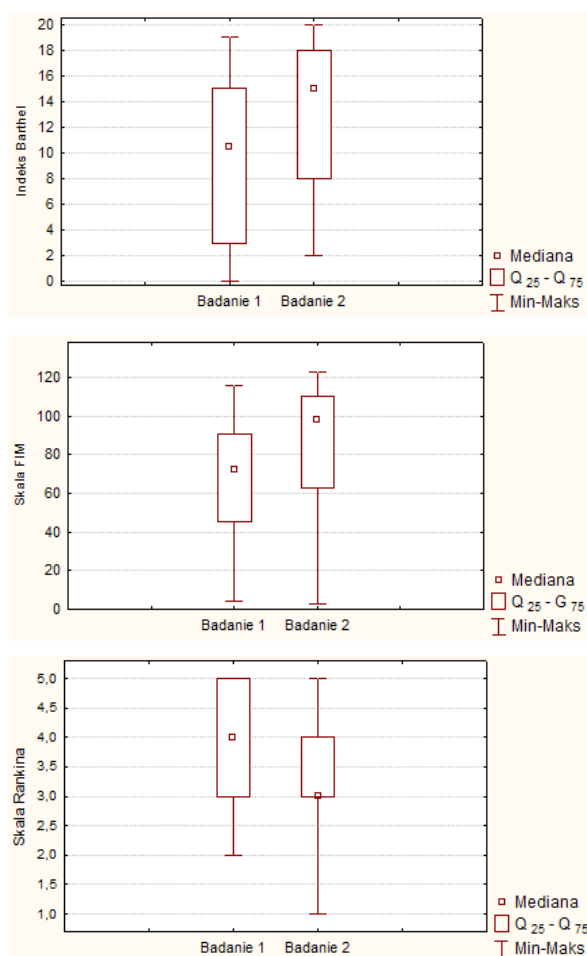 Indeks Barthel
20
18
16
14
12
10
8
6
4
2
0
Badanie 1 Badanie 2
Mediana
Q 25 - Q 75
Min-Maks
Skala FIM
120
100
80
60
40
20
0
Badanie 1 Badanie 2
Mediana
Q 25 - G 75
Min-Maks
Skala Rankina
5,0
4,5
4,0
3,5
3,0
2,5
2,0
1,5
1,0
Badanie 1 Badanie 2
Mediana
Q 25 - Q 75
Min-Maks